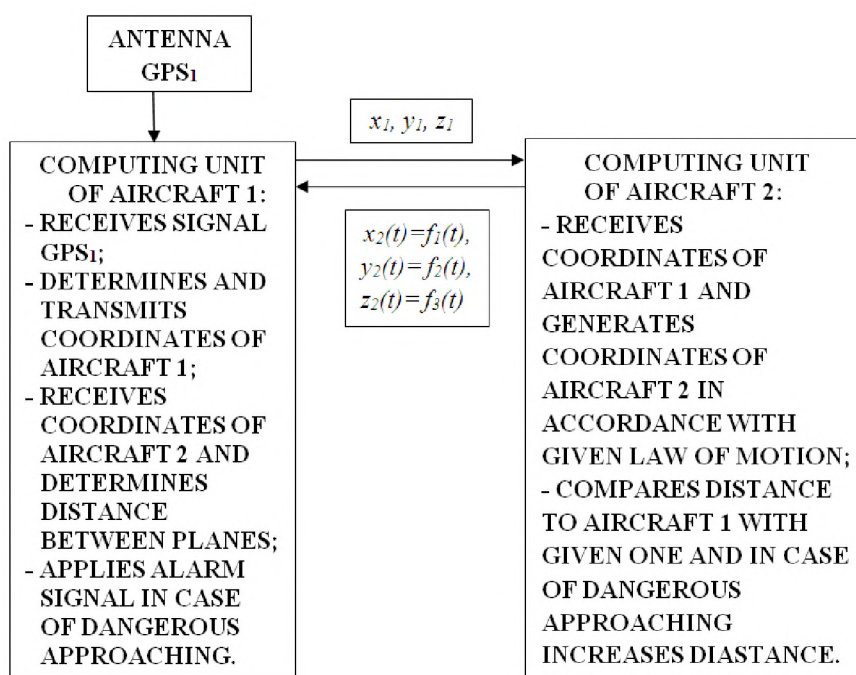 ANTENNA
GPS₁
x₁, y₁, z₁
COMPUTING UNIT
OF AIRCRAFT 1:
- RECEIVES SIGNAL
GPS₁;
- DETERMINES AND
TRANSMITS
COORDINATES OF
AIRCRAFT 1;
- RECEIVES
COORDINATES OF
AIRCRAFT 2 AND
DETERMINES
DISTANCE
BETWEEN PLANES;
- APPLIES ALARM
SIGNAL IN CASE
OF DANGEROUS
APPROACHING.
x₂(t)=f₁(t),
y₂(t)=f₂(t),
z₂(t)=f₃(t)
COMPUTING UNIT
OF AIRCRAFT 2:
- RECEIVES
COORDINATES OF
AIRCRAFT 1 AND
GENERATES
COORDINATES OF
AIRCRAFT 2 IN
ACCORDANCE WITH
GIVEN LAW OF MOTION;
- COMPARES DISTANCE
TO AIRCRAFT 1 WITH
GIVEN ONE AND IN CASE
OF DANGEROUS
APPROACHING
INCREASES DIASTANCE.